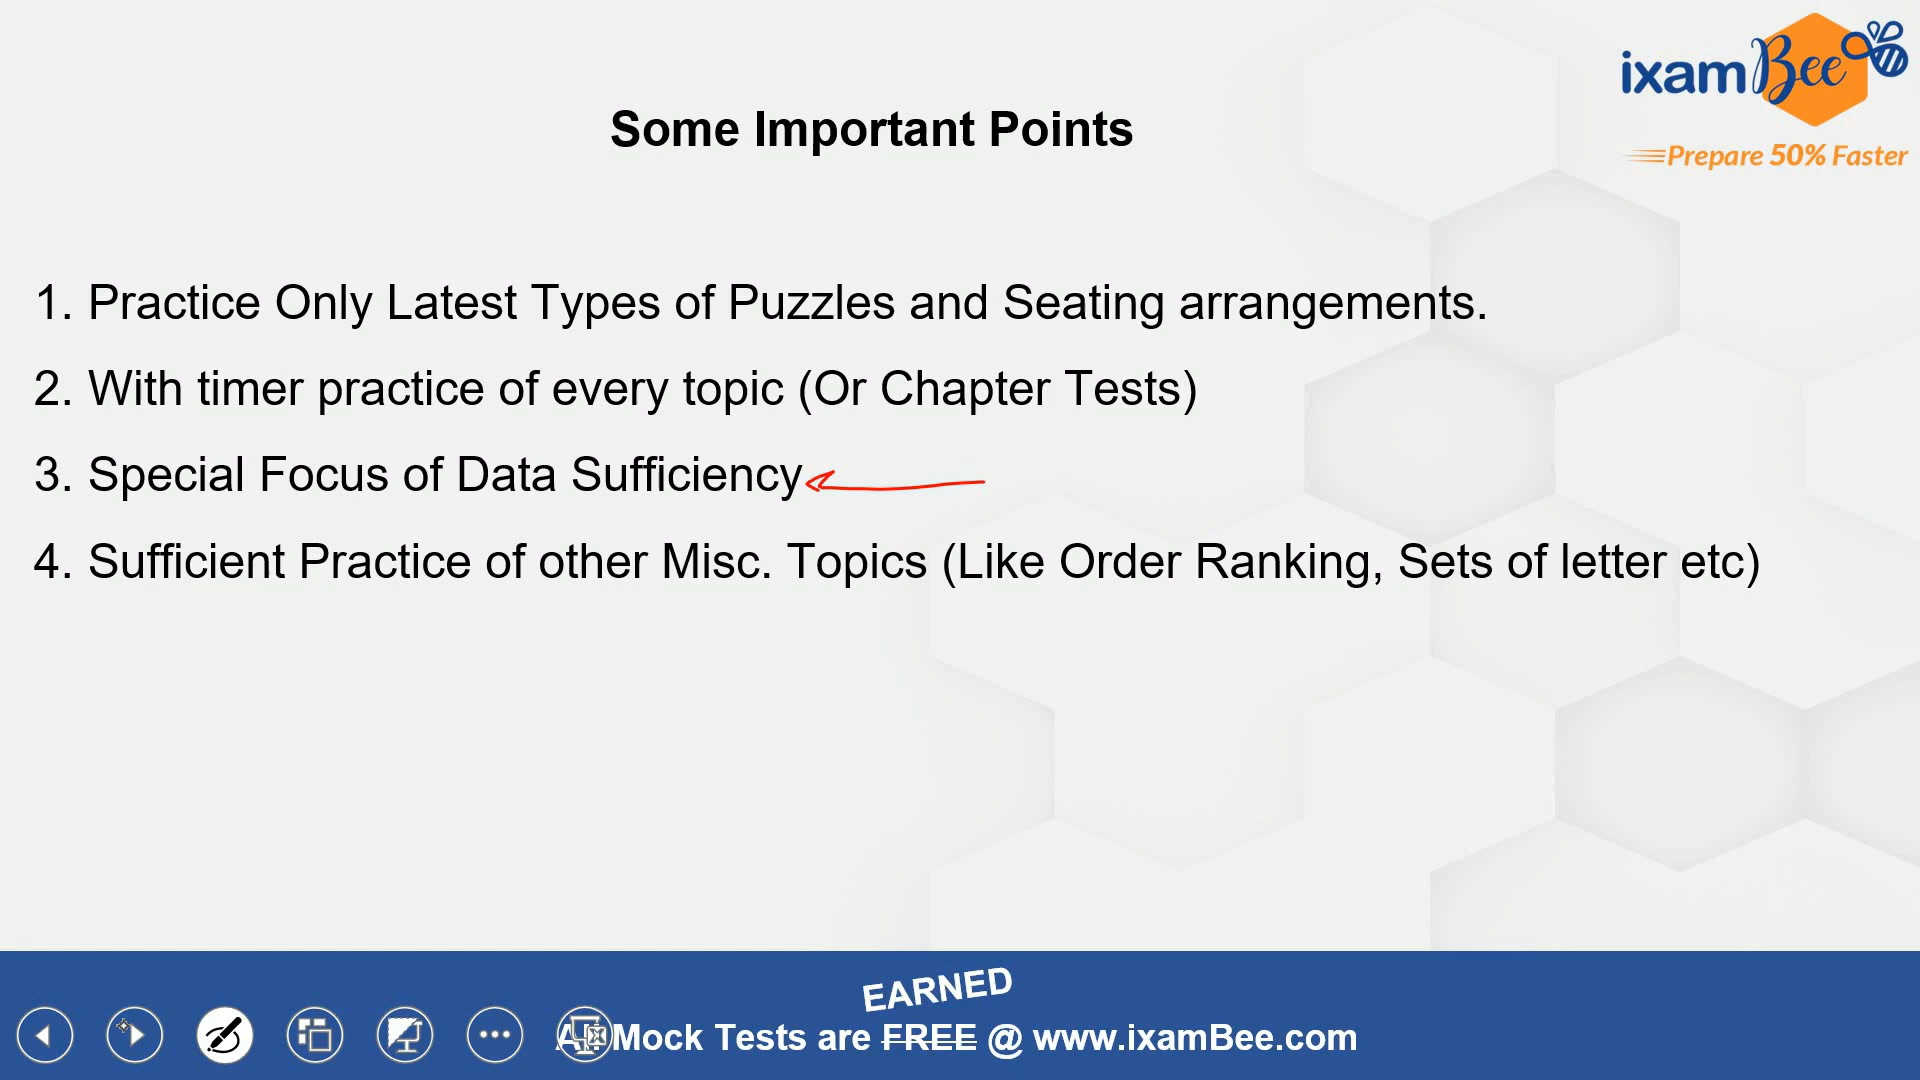 ixamBee
Prepare 50% Faster
Some Important Points
1. Practice Only Latest Types of Puzzles and Seating arrangements.
2. With timer practice of every topic (Or Chapter Tests)
3. Special Focus of Data Sufficiency
4. Sufficient Practice of other Misc. Topics (Like Order Ranking, Sets of letter etc)
EARNED
Mock Tests are FREE @ www.ixamBee.com